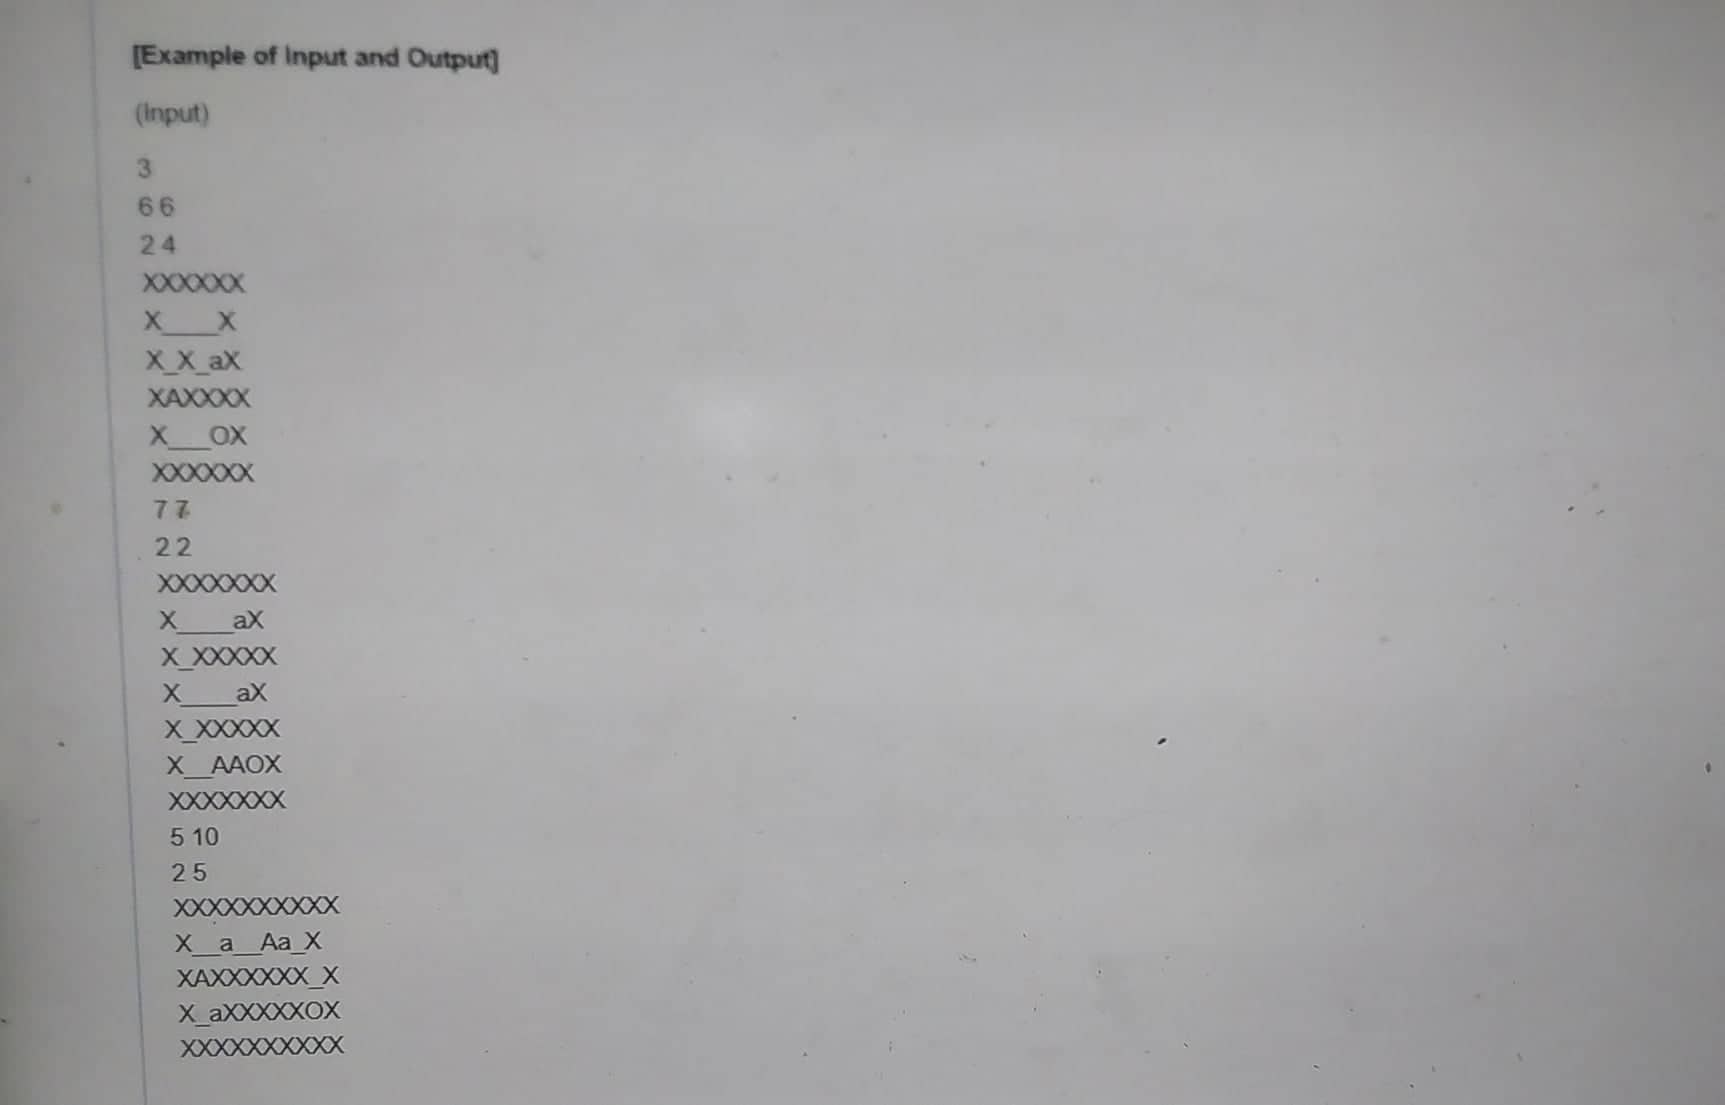 [Example of Input and Output]
(Input)
3
6 6
2 4
XXXXXX
X____X
X_X_aX
XAXXXX
X___OX
XXXXXX
7 7
2 2
XXXXXXX
X____aX
X_XXXXX
X____aX
X_XXXXX
X__AAOX
XXXXXXX
5 10
2 5
XXXXXXXXXX
X__a__Aa_X
XAXXXXXX_X
X_aXXXXXOX
XXXXXXXXXX